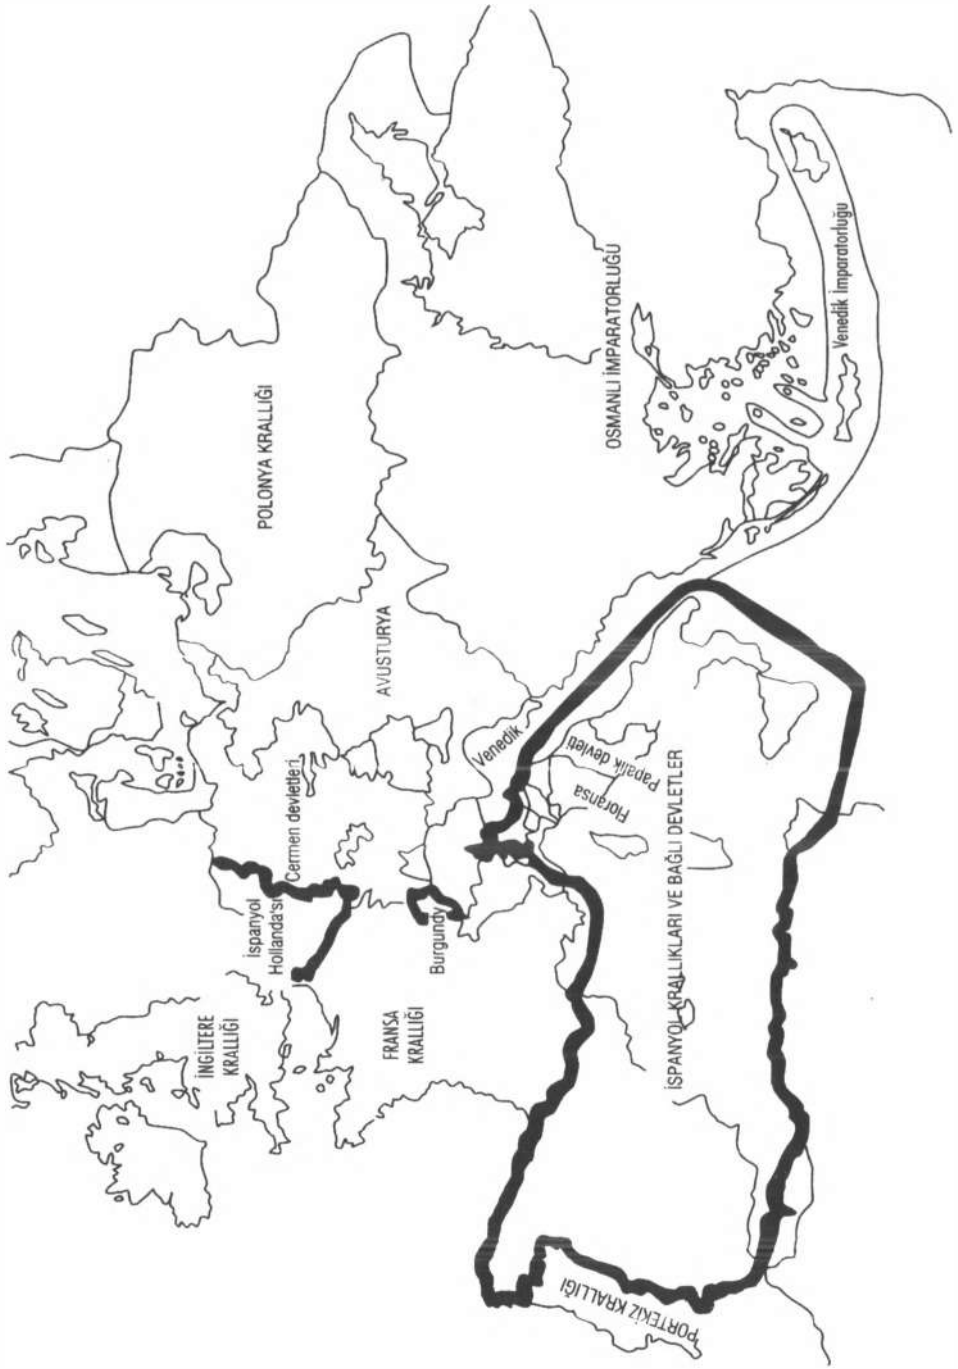 İNGİLTERE
KRALLIĞI
İspanyol
Hollanda'sı
Cermen devletleri
POLONYA KRALLIĞI
FRANSA
KRALLIĞI
Burgundy
AVUSTURYA
Venedik
Floransa
Papalık devleti
OSMANLI İMPARATORLUĞU
PORTEKİZ KRALLIĞI
İSPANYOL KRALLIKLARI VE BAĞLI DEVLETLER
Venedik İmparatorluğu